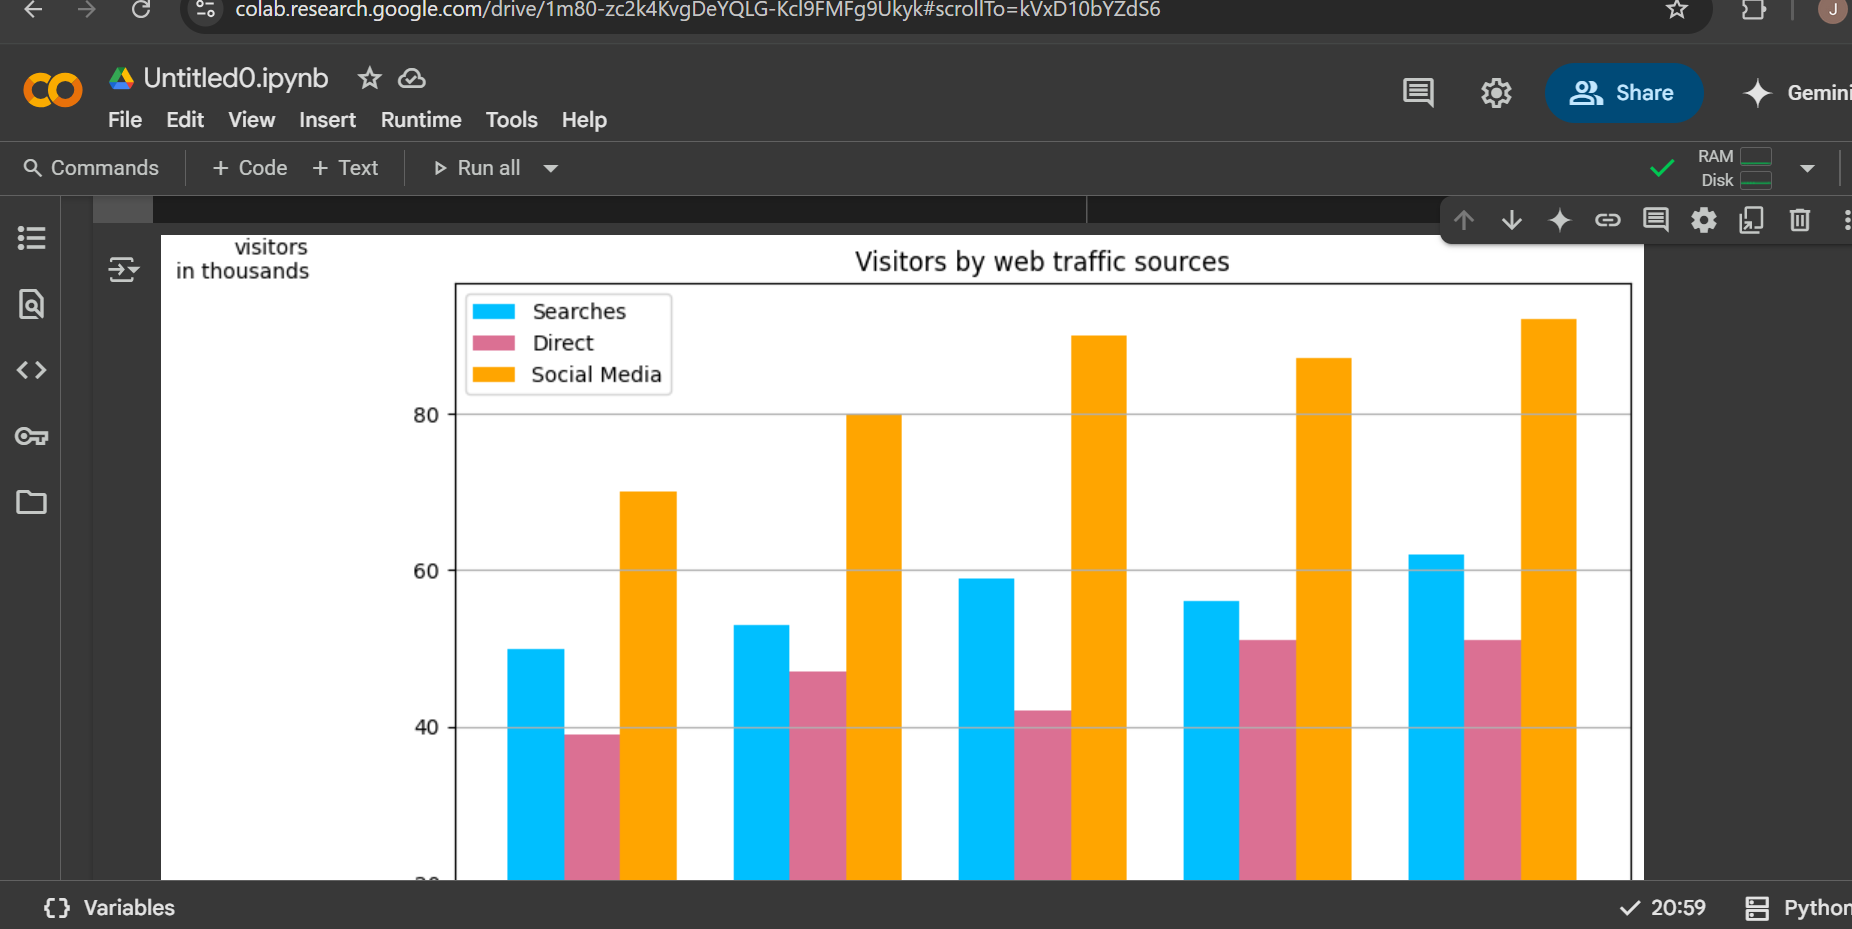 colab.research.google.com/drive/1m80-zc2k4KvgDeYQLG-Kcl9FMFg9Ukyk#scrollTo=kVxD10bYZdS6
J
Untitled0.ipynb
File Edit View Insert Runtime Tools Help
Share
Gemini
Commands + Code + Text Run all
RAM
Disk
visitors
in thousands
Visitors by web traffic sources
Searches
Direct
Social Media
80
60
40
Variables
20:59
Python